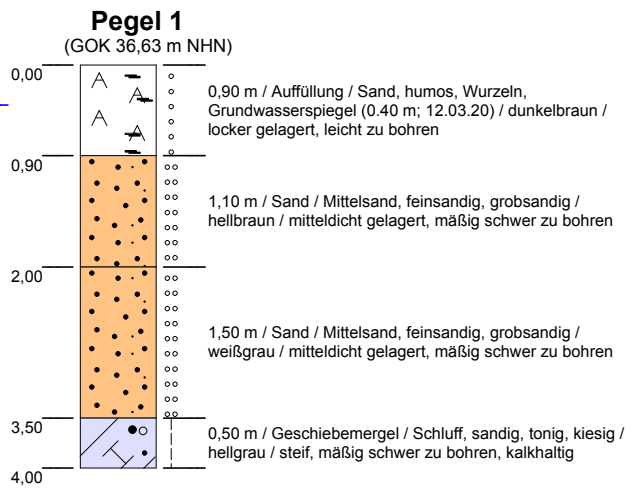 Pegel 1
(GOK 36,63 m NHN)
0,00
0,90 m / Auffüllung / Sand, humos, Wurzeln,
Grundwasserspiegel (0.40 m; 12.03.20) / dunkelbraun /
locker gelagert, leicht zu bohren
0,90
1,10 m / Sand / Mittelsand, feinsandig, grobsandig /
hellbraun / mitteldicht gelagert, mäßig schwer zu bohren
2,00
1,50 m / Sand / Mittelsand, feinsandig, grobsandig /
weißgrau / mitteldicht gelagert, mäßig schwer zu bohren
3,50
0,50 m / Geschiebemergel / Schluff, sandig, tonig, kiesig /
hellgrau / steif, mäßig schwer zu bohren, kalkhaltig
4,00